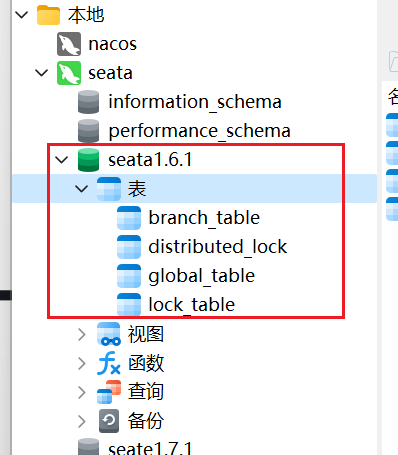 本地
nacos
seata
information_schema
performance_schema
seata1.6.1
表
branch_table
distributed_lock
global_table
lock_table
视图
函数
查询
备份
seate1.7.1